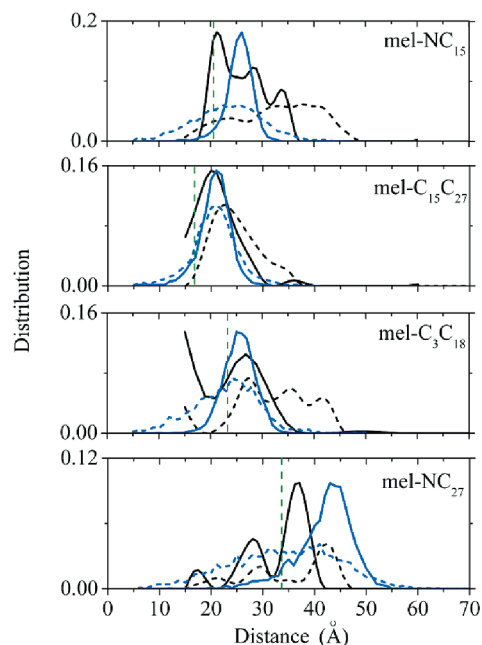 0.2
mel-NC15
0.0
0.16
mel-C15C27
0.00
0.16
mel-C3C18
0.00
0.12
mel-NC27
0.00
0 10 20 30 40 50 60 70
Distance (Å)
Distribution